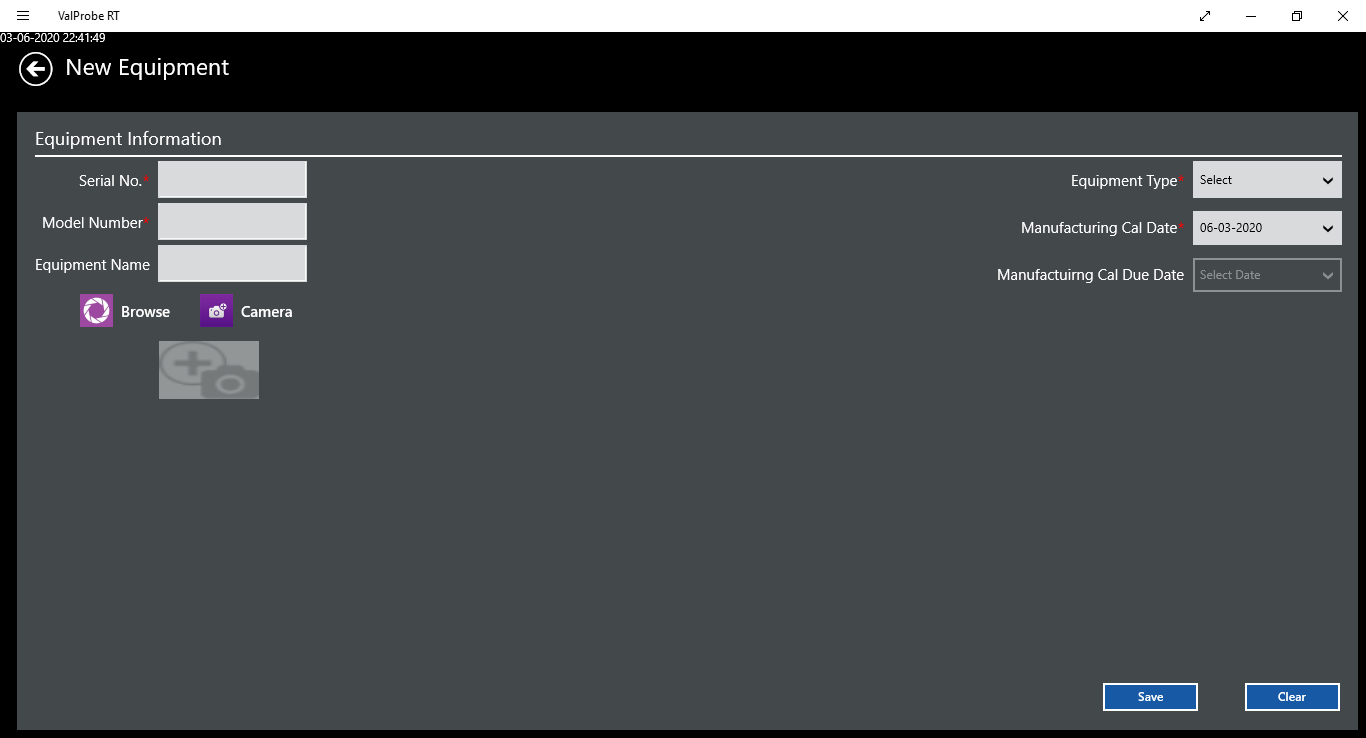 ValProbe RT
03-06-2020 22:41:49
New Equipment
Equipment Information
Serial No.*
Model Number*
Equipment Name
Browse
Camera
Equipment Type* Select
Manufacturing Cal Date* 06-03-2020
Manufactuirng Cal Due Date Select Date
Save
Clear